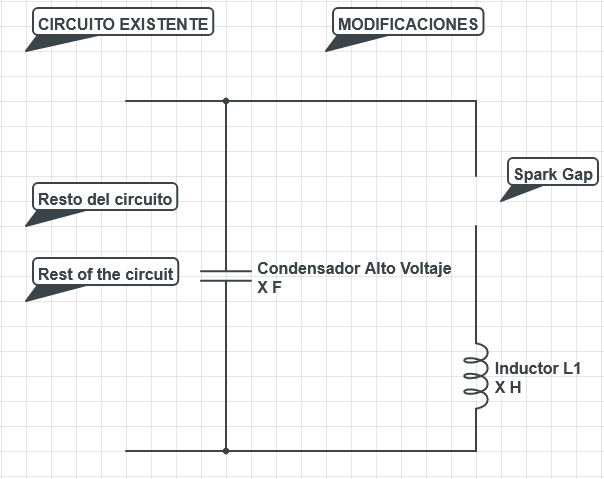 CIRCUITO EXISTENTE
MODIFICACIONES
Spark Gap
Resto del circuito
Rest of the circuit
Condensador Alto Voltaje
X F
Inductor L1
X H